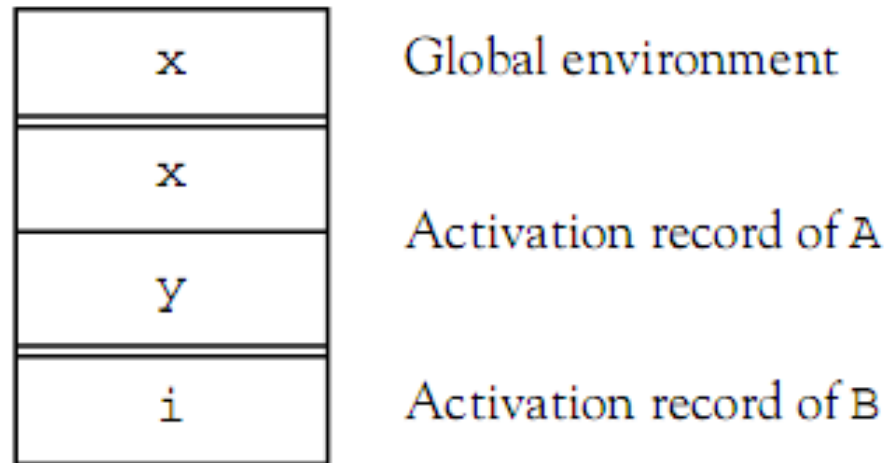 x Global environment
x
Activation record of A
y
i Activation record of B